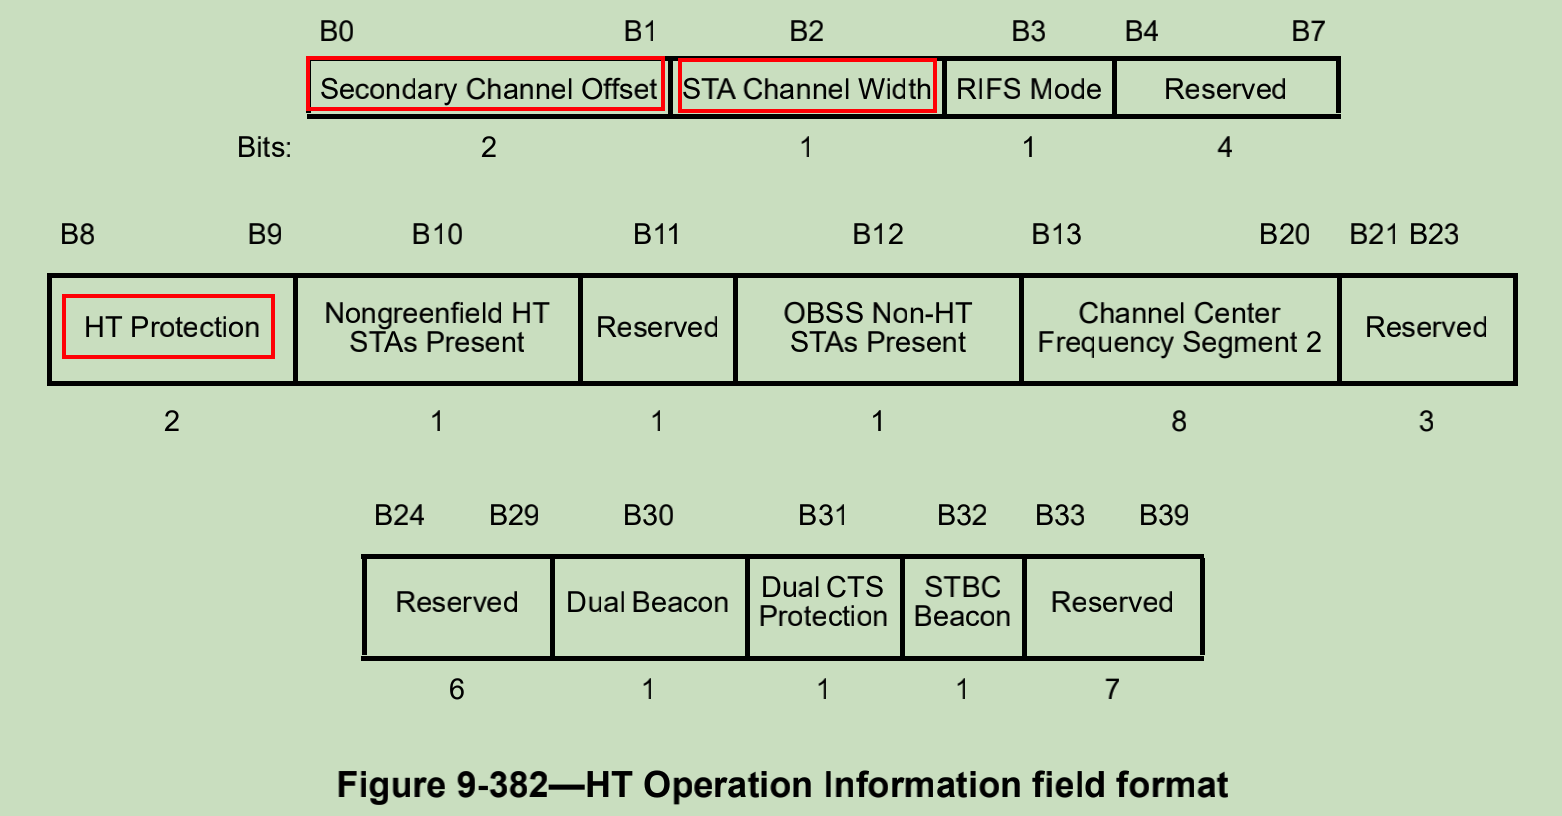 B0 B1 B2 B3 B4 B7
Secondary Channel Offset STA Channel Width RIFS Mode Reserved
Bits: 2 1 1 4
B8 B9 B10 B11 B12 B13 B20 B21 B23
HT Protection
Nongreenfield HT
STAs Present
Reserved
OBSS Non-HT
STAs Present
Channel Center
Frequency Segment 2
Reserved
2 1 1 1 8 3
B24 B29 B30 B31 B32 B33 B39
Reserved
Dual Beacon
Dual CTS
Protection
STBC
Beacon
Reserved
6 1 1 1 7
Figure 9-382—HT Operation Information field format